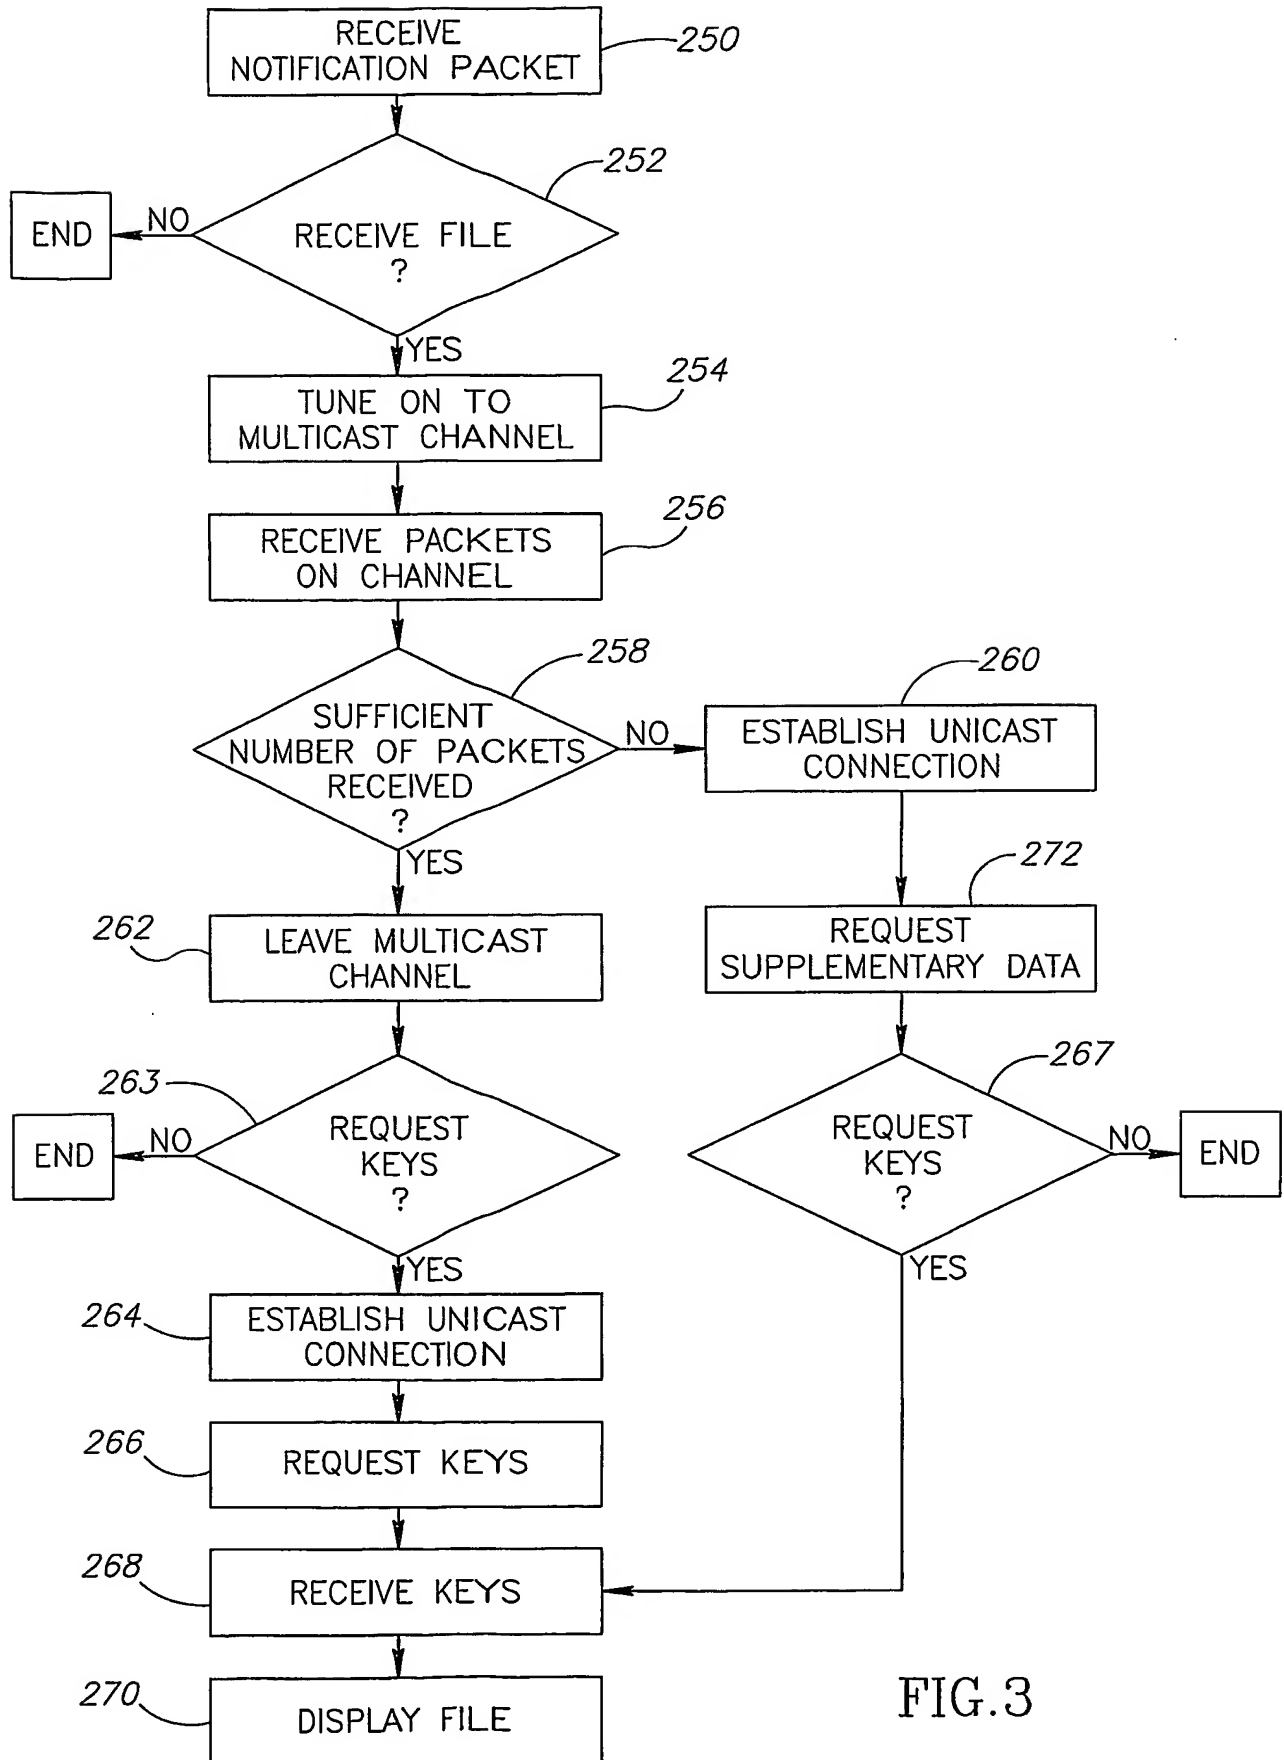 RECEIVE
NOTIFICATION PACKET
250
252
END
NO
RECEIVE FILE
?
YES
254
TUNE ON TO
MULTICAST CHANNEL
256
RECEIVE PACKETS
ON CHANNEL
258
SUFFICIENT
NUMBER OF PACKETS
RECEIVED
?
NO
260
ESTABLISH UNICAST
CONNECTION
YES
272
262
LEAVE MULTICAST
CHANNEL
REQUEST
SUPPLEMENTARY DATA
263
END
NO
REQUEST
KEYS
?
267
REQUEST
KEYS
?
NO
END
YES
YES
264
ESTABLISH UNICAST
CONNECTION
266
REQUEST KEYS
268
RECEIVE KEYS
270
DISPLAY FILE
FIG.3